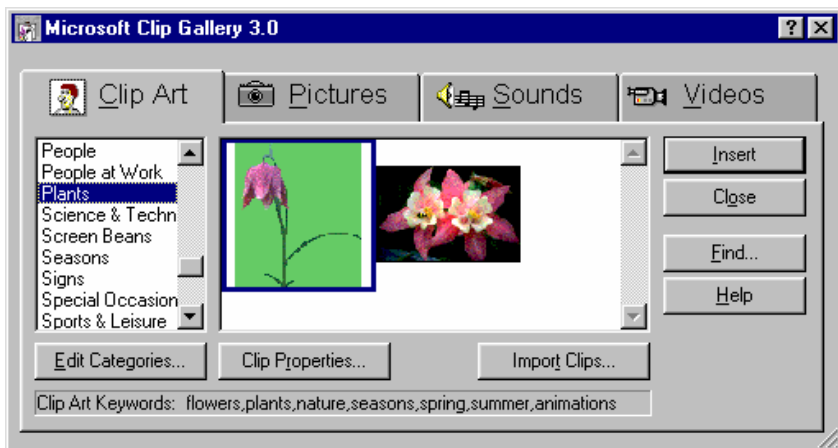 Microsoft Clip Gallery 3.0
Clip Art
Pictures
Sounds
Videos
People
People at Work
Plants
Science & Techn
Screen Beans
Seasons
Signs
Special Occasion
Sports & Leisure
Insert
Close
Find...
Help
Edit Categories...
Clip Properties...
Import Clips...
Clip Art Keywords: flowers,plants,nature,seasons,spring,summer,animations